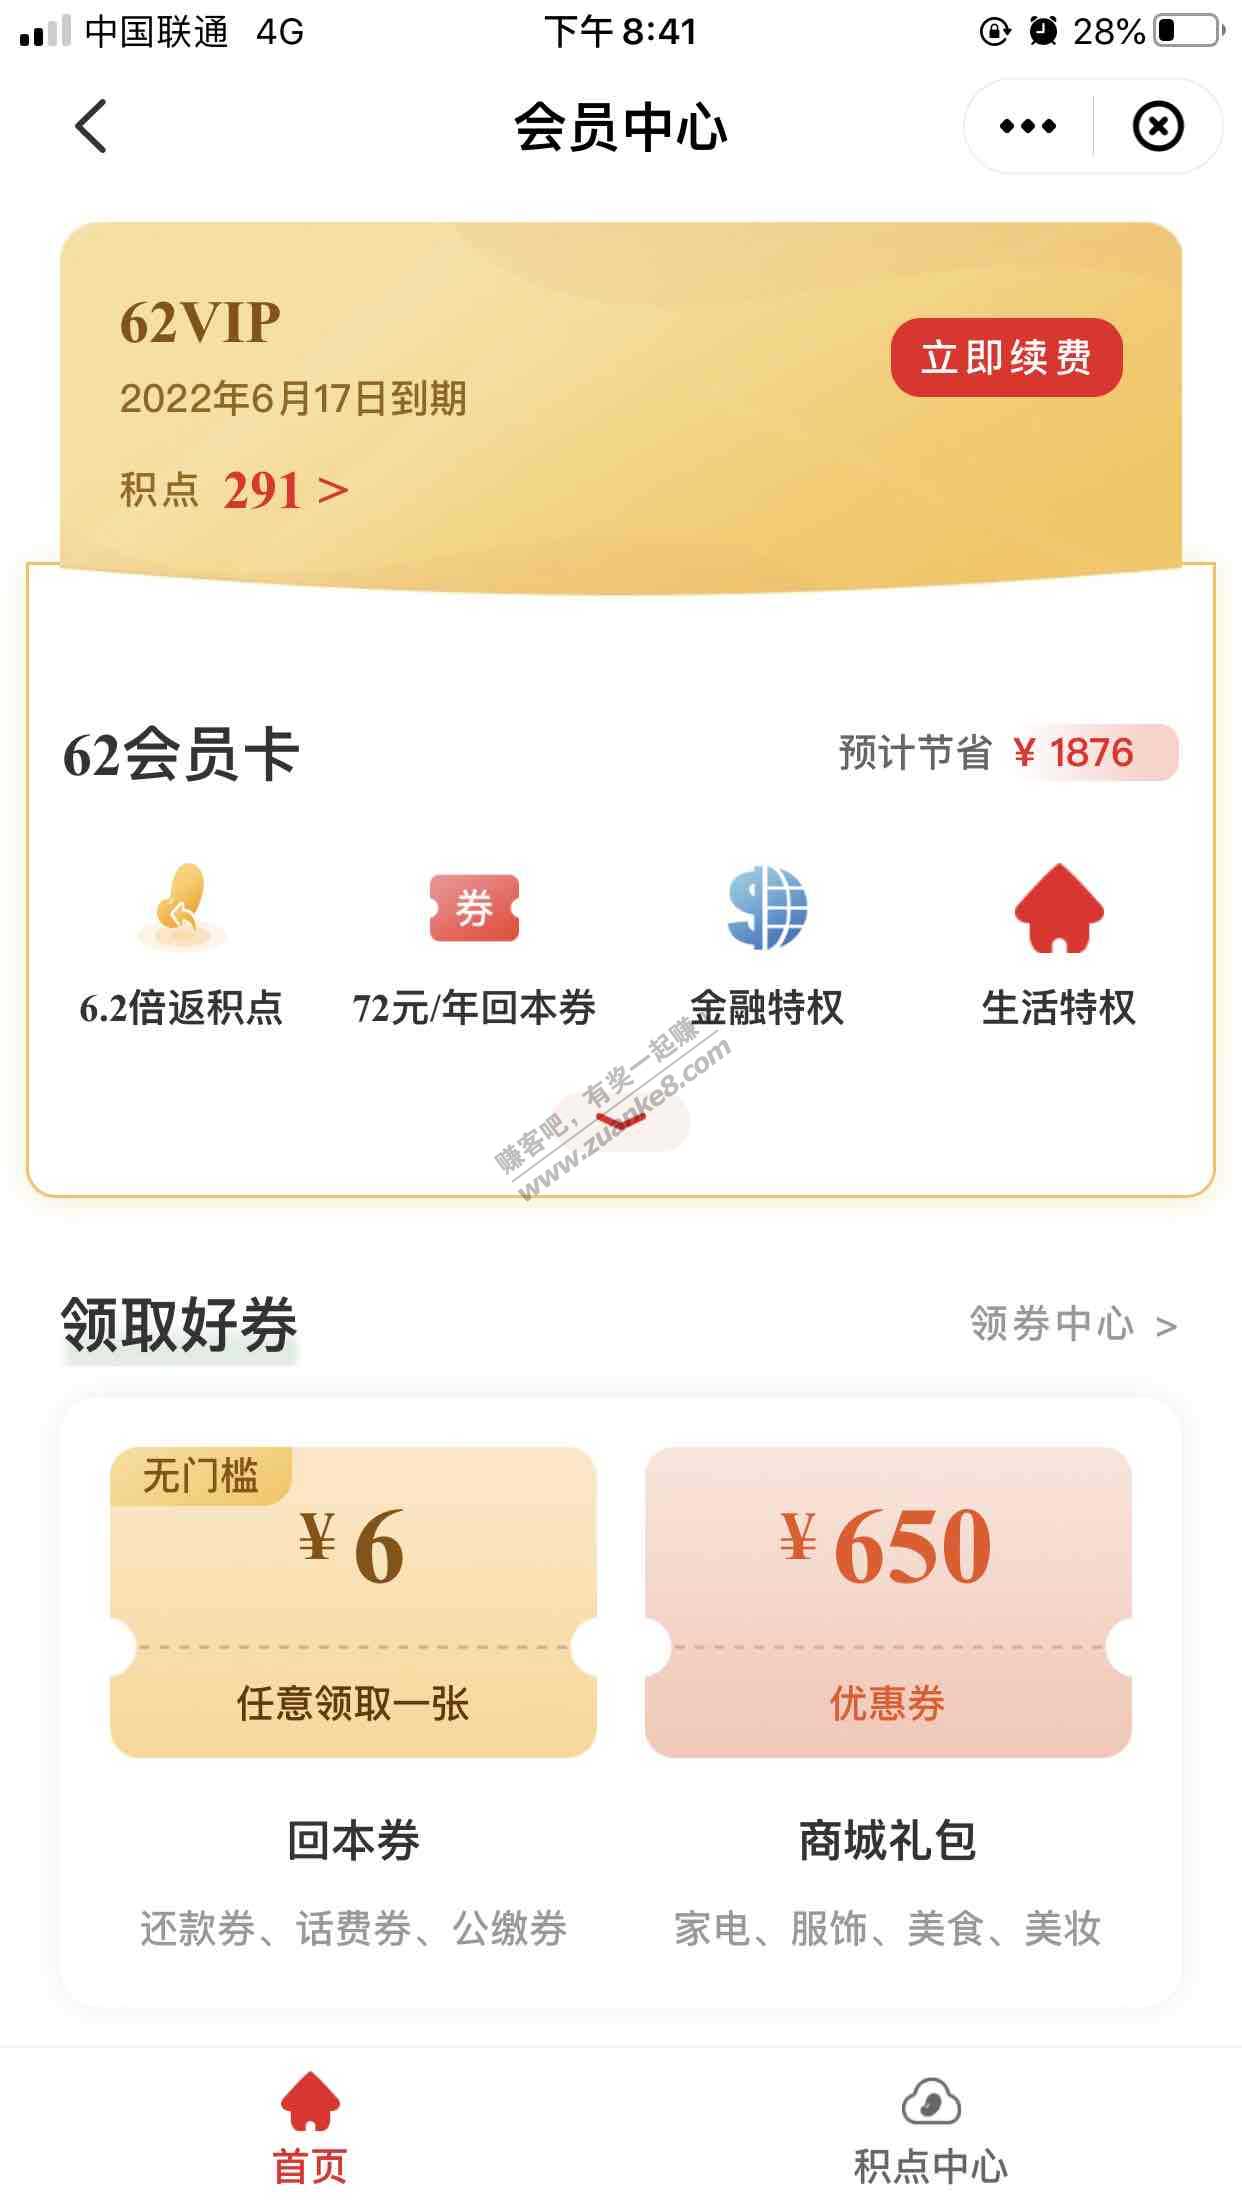 中国联通 4G 下午 8:41 28%
会员中心
62VIP
2022年6月17日到期
立即续费
积点 291 >
62会员卡 预计节省 ¥ 1876
券
6.2倍返积点 72元/年回本券 金融特权 生活特权
赚客吧，有奖一起赚
www.zuanke8.com
领取好券 领券中心 >
无门槛
¥ 6 ¥ 650
任意领取一张 优惠券
回本券 商城礼包
还款券、话费券、公缴券 家电、服饰、美食、美妆
首页 积点中心